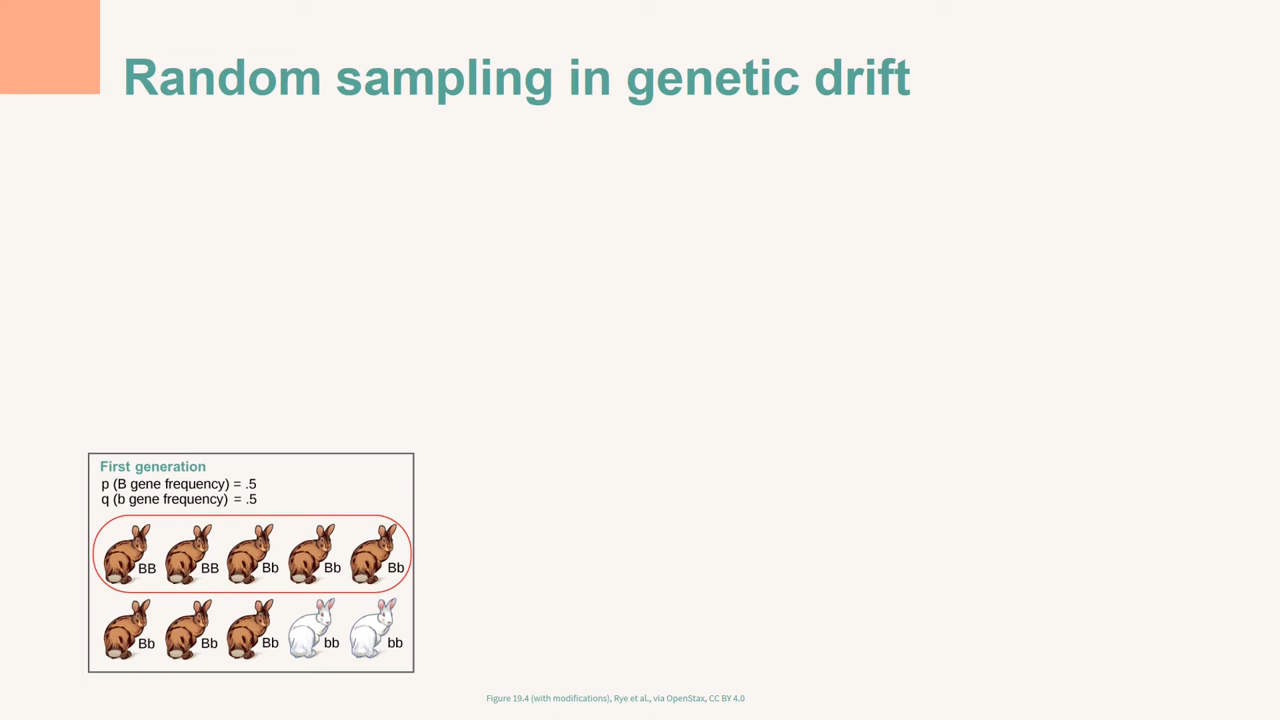 Random sampling in genetic drift
First generation
p (B gene frequency) = .5
q (b gene frequency) = .5
BB BB Bb Bb Bb
Bb Bb Bb bb bb
Figure 19.4 (with modifications), Rye et al., via OpenStax, CC BY 4.0